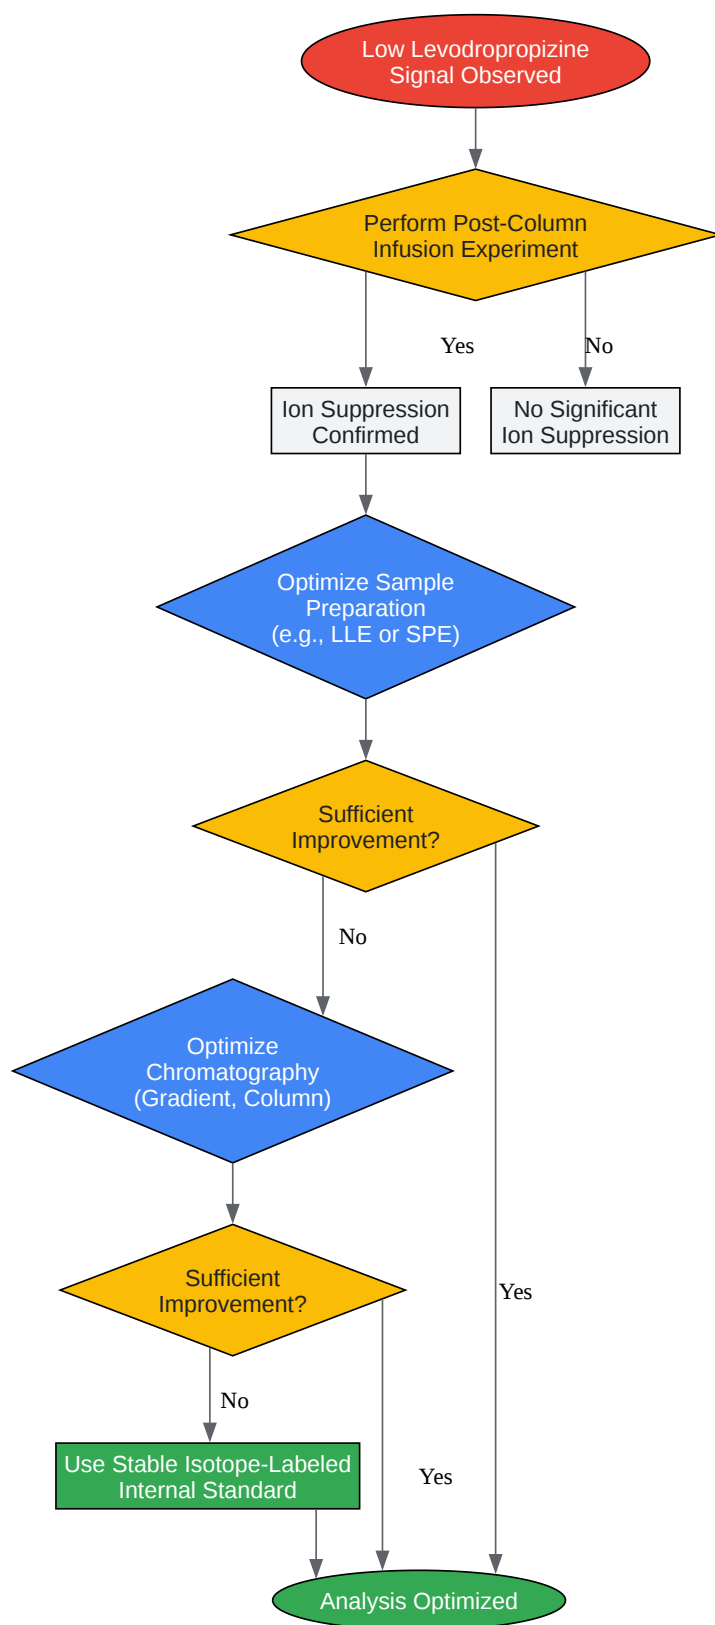 Low Levodropropizine
Signal Observed
Perform Post-Column
Infusion Experiment
Yes
No
Ion Suppression
Confirmed
No Significant
Ion Suppression
Optimize Sample
Preparation
(e.g., LLE or SPE)
Sufficient
Improvement?
No
Optimize
Chromatography
(Gradient, Column)
Sufficient
Improvement?
Yes
No
Use Stable Isotope-Labeled
Internal Standard
Yes
Analysis Optimized